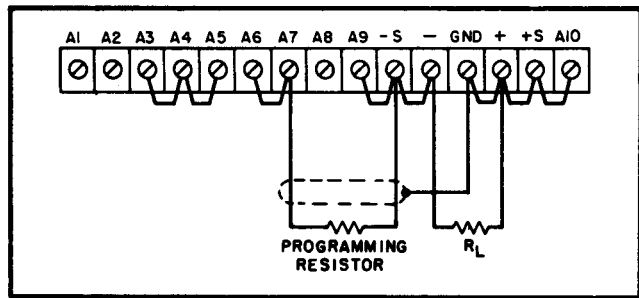 A1 A2 A3 A4 A5 A6 A7 A8 A9 -S — GND + +S A10
PROGRAMMING
RESISTOR
RL